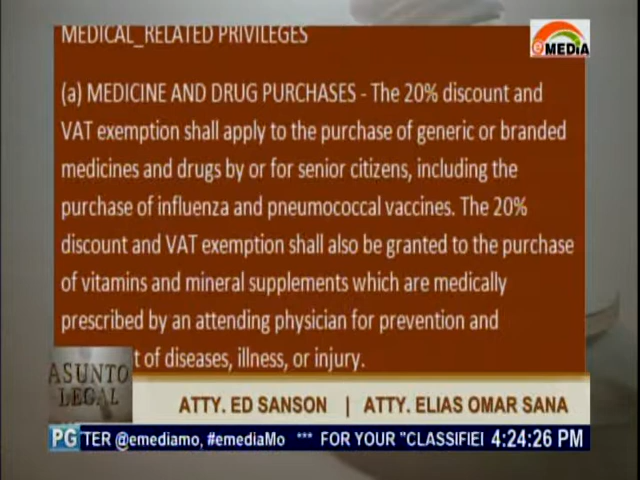 MEDICAL_RELATED PRIVILEGES
eMEDIA
(a) MEDICINE AND DRUG PURCHASES - The 20% discount and
VAT exemption shall apply to the purchase of generic or branded
medicines and drugs by or for senior citizens, including the
purchase of influenza and pneumococcal vaccines. The 20%
discount and VAT exemption shall also be granted to the purchase
of vitamins and mineral supplements which are medically
prescribed by an attending physician for prevention and
t of diseases, illness, or injury.
ASUNTO
LEGAL
ATTY. ED SANSON | ATTY. ELIAS OMAR SANA
PG TER @emediamo, #emediaMo *** FOR YOUR "CLASSIFIEI 4:24:26 PM